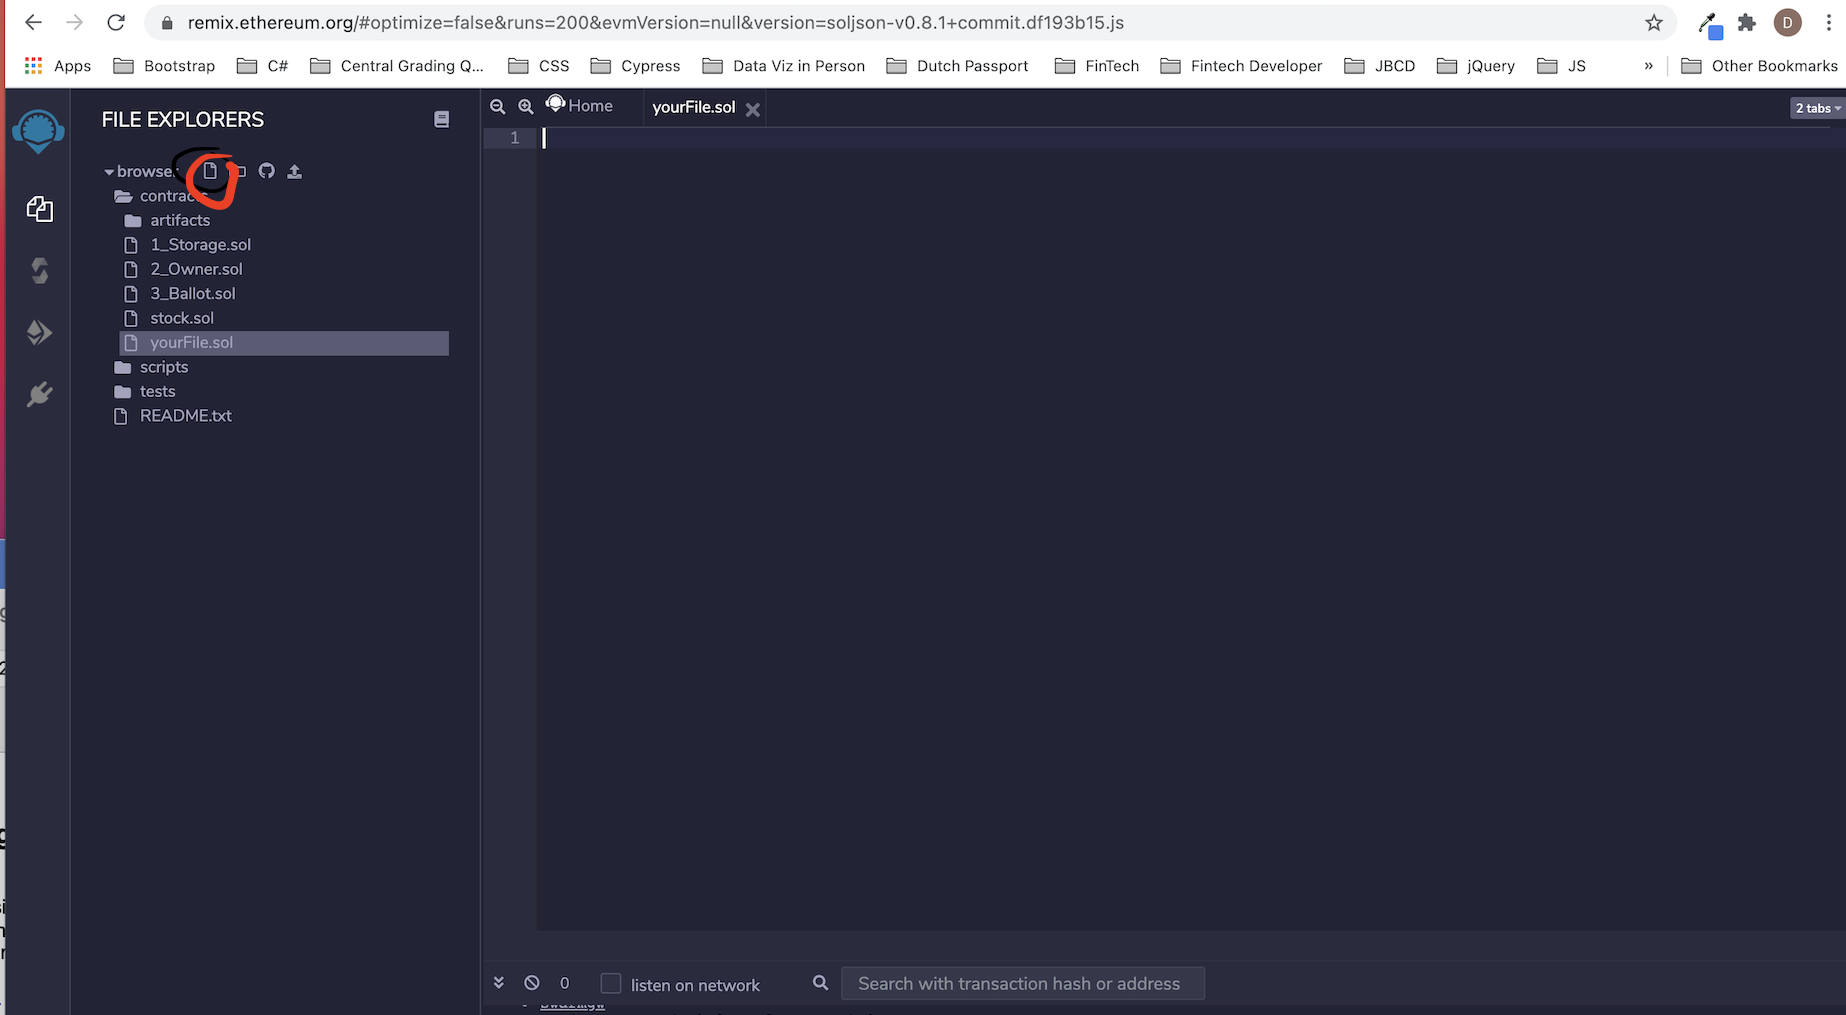 remix.ethereum.org/#optimize=false&runs=200&evmVersion=null&version=soljson-v0.8.1+commit.df193b15.js
D
Apps Bootstrap C# Central Grading Q... CSS Cypress Data Viz in Person Dutch Passport FinTech Fintech Developer JBCD jQuery JS » Other Bookmarks
FILE EXPLORERS
Home yourFile.sol
2 tabs
1
browser
artifacts
1_Storage.sol
2_Owner.sol
3_Ballot.sol
stock.sol
yourFile.sol
scripts
tests
README.txt
0 listen on network Search with transaction hash or address